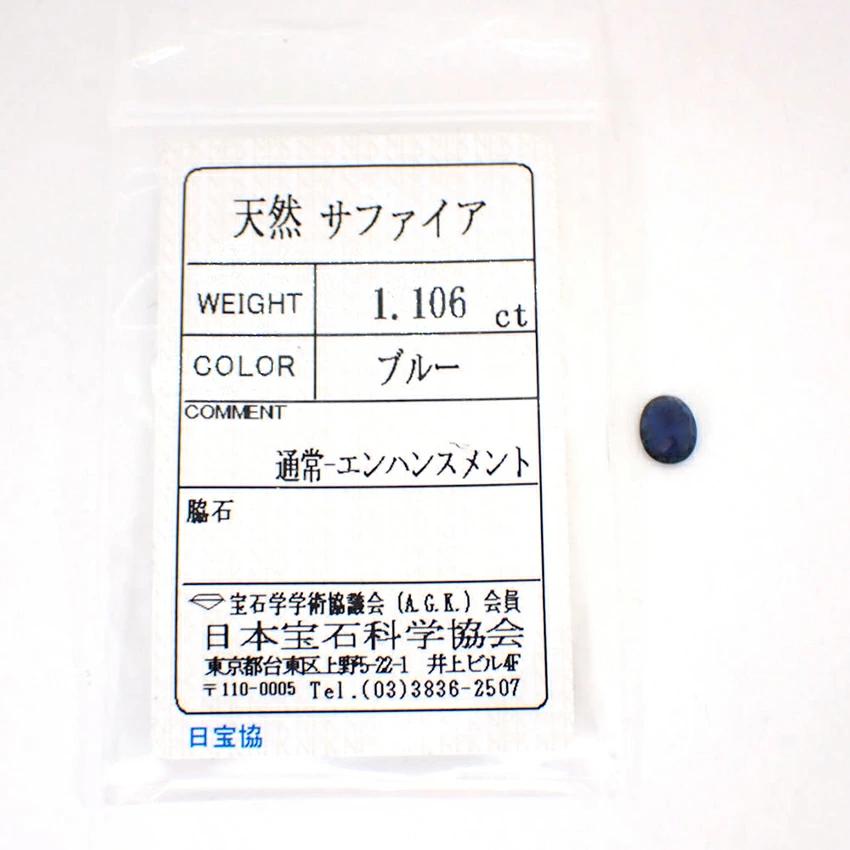 天然 サファイア
WEIGHT 1.106 ct
COLOR ブルー
COMMENT
通常-エンハンスメント
脇石
宝石学学術協議会 (A.G.K.) 会員
日本宝石科学協会
東京都台東区上野5-22-1 井上ビル4F
〒110-0005 Tel.(03)3836-2507
日宝協